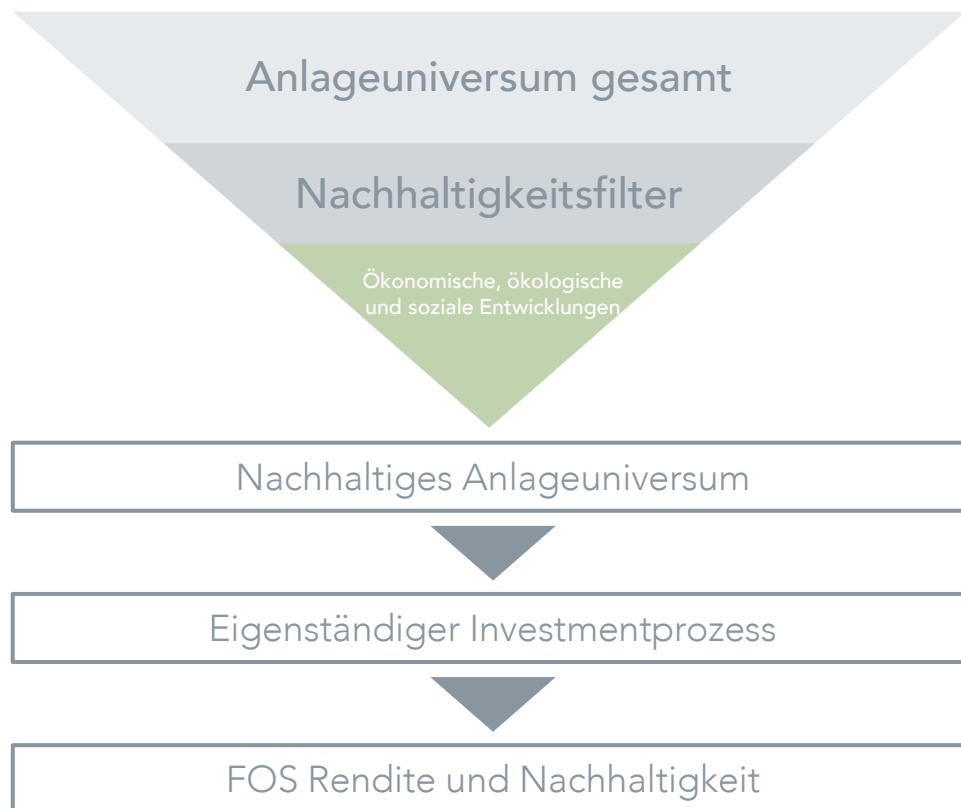 Anlageuniversum gesamt
Nachhaltigkeitsfilter
Ökonomische, ökologische
und soziale Entwicklungen
Nachhaltiges Anlageuniversum
Eigenständiger Investmentprozess
FOS Rendite und Nachhaltigkeit